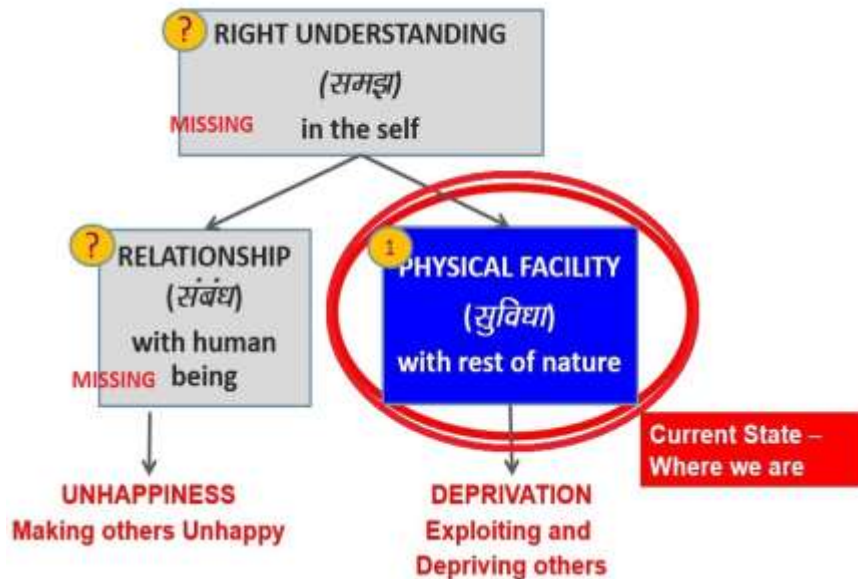 ?
RIGHT UNDERSTANDING
(समझ)
MISSING
in the self
?
RELATIONSHIP
(संबंध)
with human
MISSING
being
1
PHYSICAL FACILITY
(सुविधा)
with rest of nature
Current State –
Where we are
UNHAPPINESS
Making others Unhappy
DEPRIVATION
Exploiting and
Depriving others